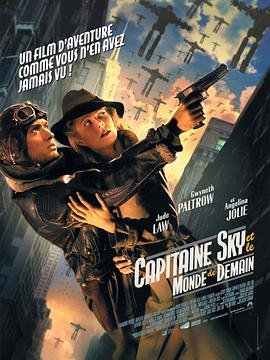 UN FILM D'AVENTURE
COMME VOUS N'EN AVEZ
JAMAIS VU !
Gwyneth
PALTROW
et
Angelina
JOLIE
Jude
LAW
CAPITAINE SKY et le
MONDE de DEMAIN